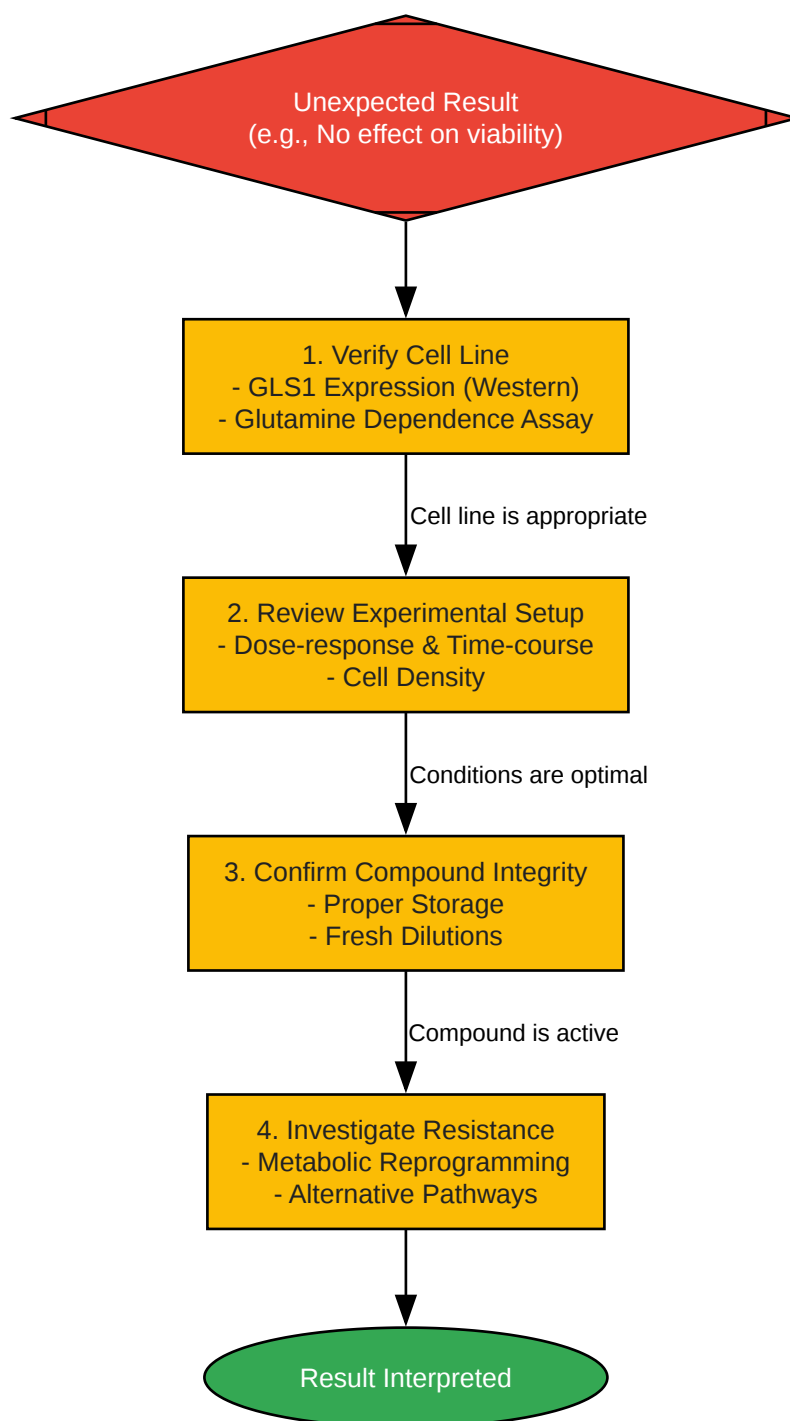 Unexpected Result
(e.g., No effect on viability)
1. Verify Cell Line
- GLS1 Expression (Western)
- Glutamine Dependence Assay
Cell line is appropriate
2. Review Experimental Setup
- Dose-response & Time-course
- Cell Density
Conditions are optimal
3. Confirm Compound Integrity
- Proper Storage
- Fresh Dilutions
Compound is active
4. Investigate Resistance
- Metabolic Reprogramming
- Alternative Pathways
Result Interpreted